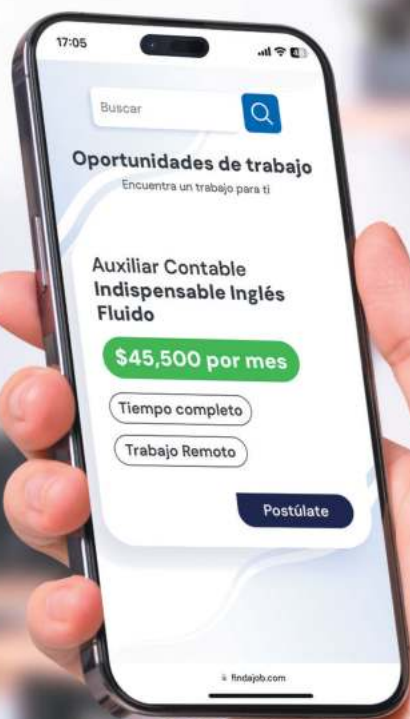 17:05
Buscar
Oportunidades de trabajo
Encuentra un trabajo para ti
Auxiliar Contable
Indispensable Inglés
Fluido
$45,500 por mes
Tiempo completo
Trabajo Remoto
Postúlate
findajob.com